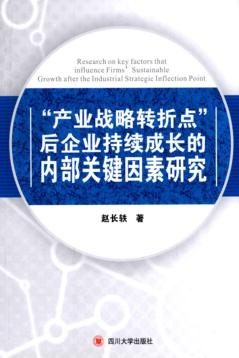 Research on key factors that
influence Firms' Sustainable
Growth after the Industrial Strategic Inflection Point
“产业战略转折点”
后企业持续成长的
内部关键因素研究
赵长轶 著
四川大学出版社